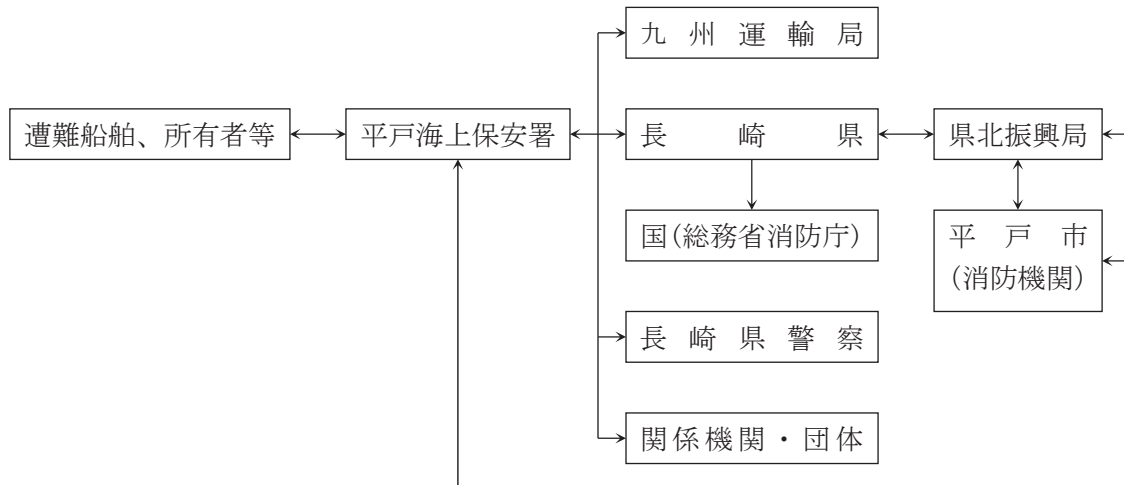 九州運輸局
遭難船舶、所有者等
平戸海上保安署
長崎県
県北振興局
国（総務省消防庁）
平戸市
（消防機関）
長崎県警察
関係機関・団体